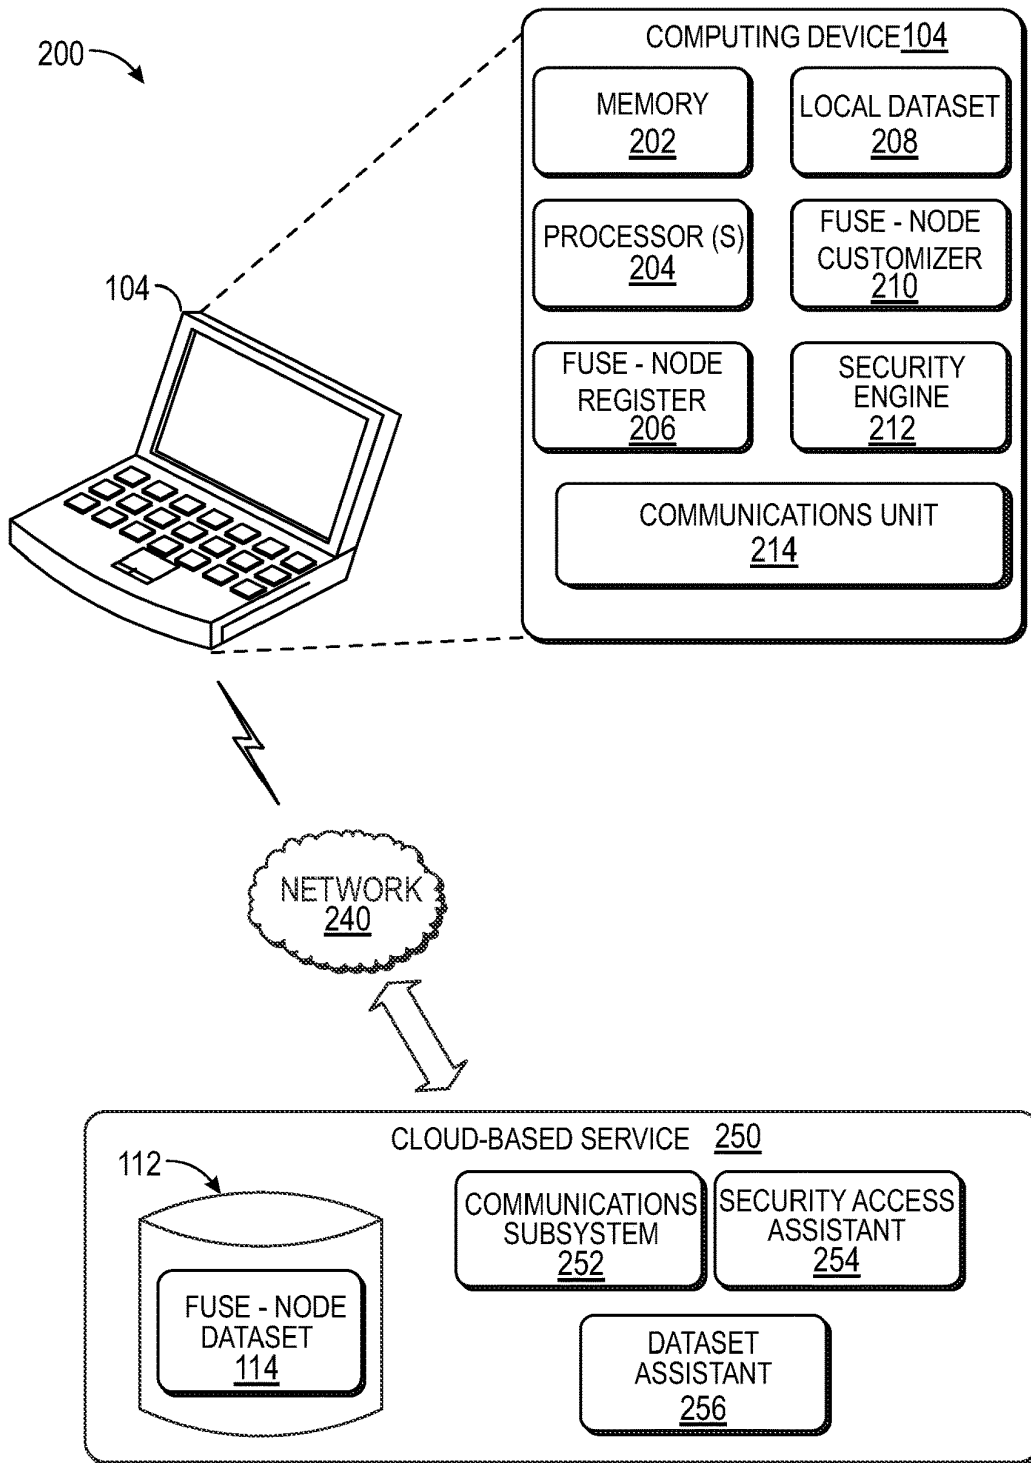 200
COMPUTING DEVICE 104
MEMORY
202
LOCAL DATASET
208
PROCESSOR (S)
204
FUSE - NODE
CUSTOMIZER
210
104
FUSE - NODE
REGISTER
206
SECURITY
ENGINE
212
COMMUNICATIONS UNIT
214
NETWORK
240
CLOUD-BASED SERVICE 250
112
FUSE - NODE
DATASET
114
COMMUNICATIONS
SUBSYSTEM
252
SECURITY ACCESS
ASSISTANT
254
DATASET
ASSISTANT
256